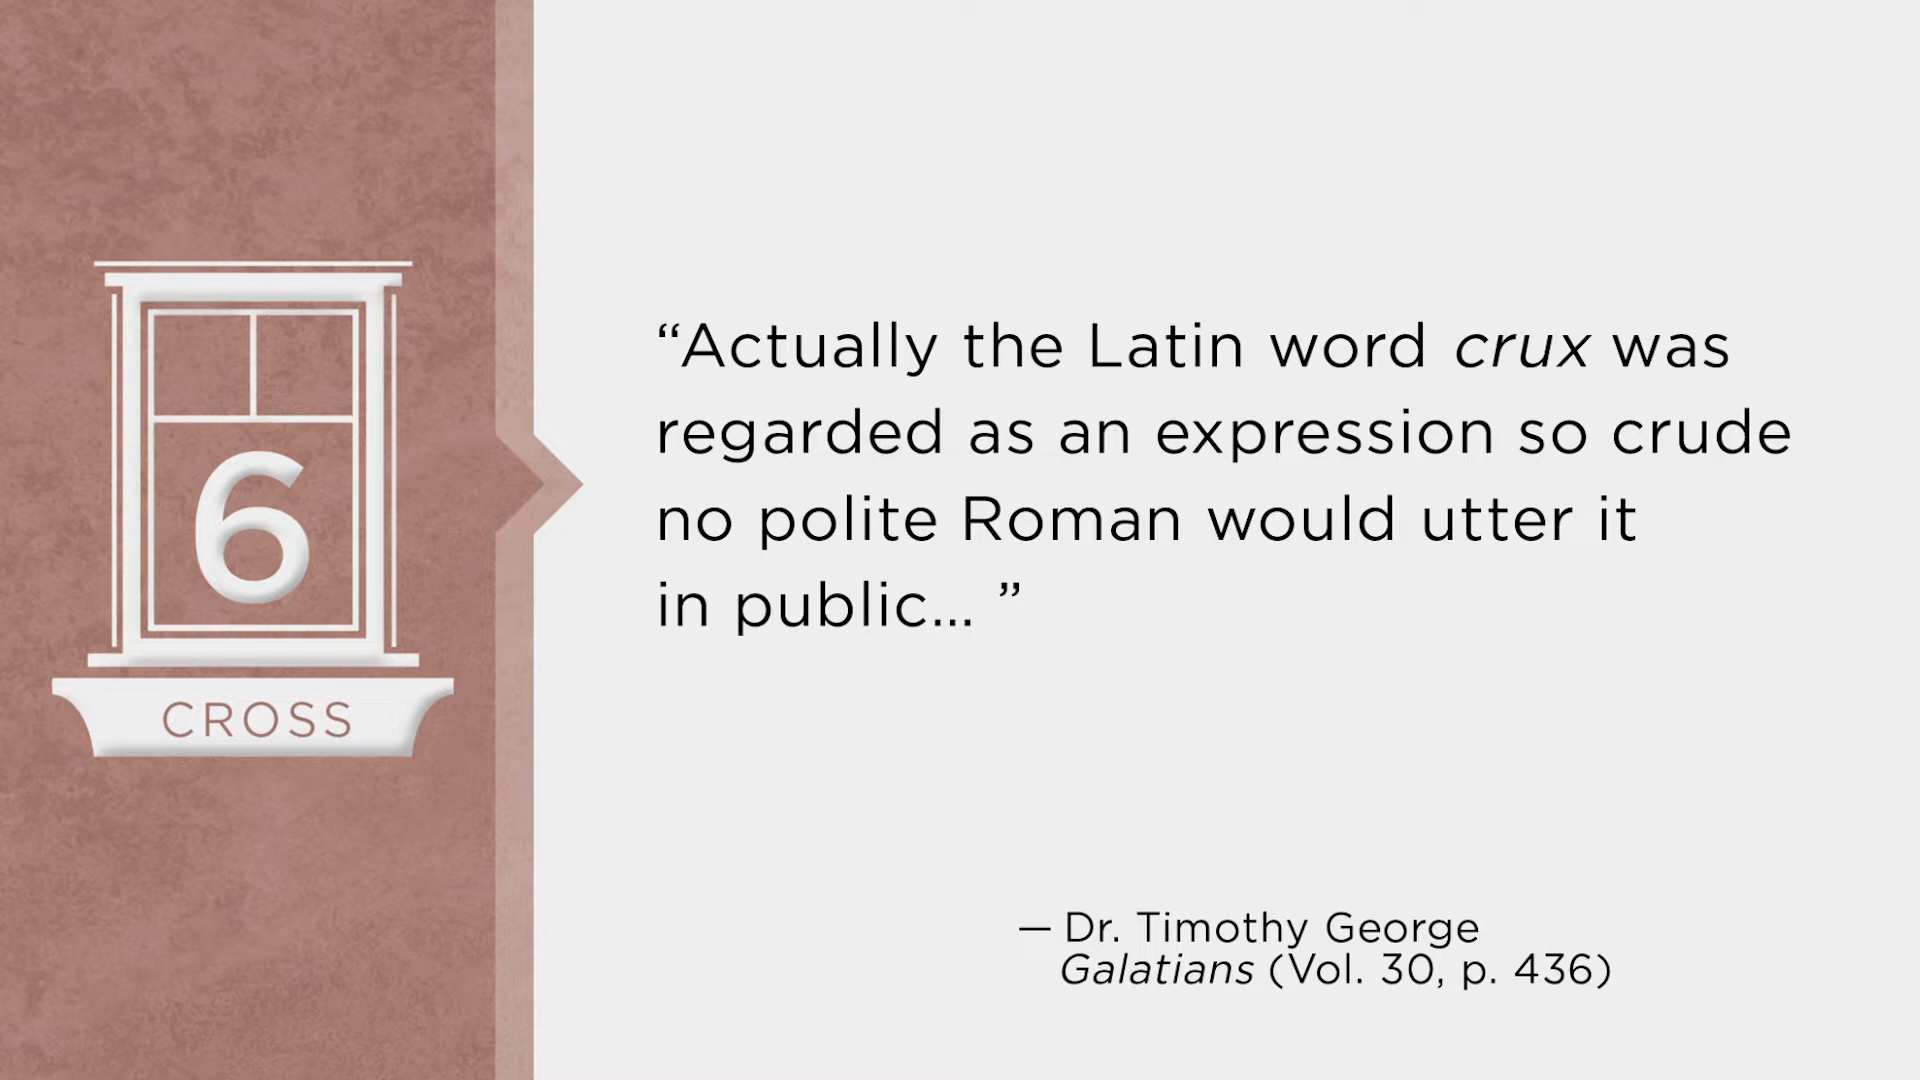 6
CROSS
“Actually the Latin word crux was
regarded as an expression so crude
no polite Roman would utter it
in public... ”
— Dr. Timothy George
Galatians (Vol. 30, p. 436)